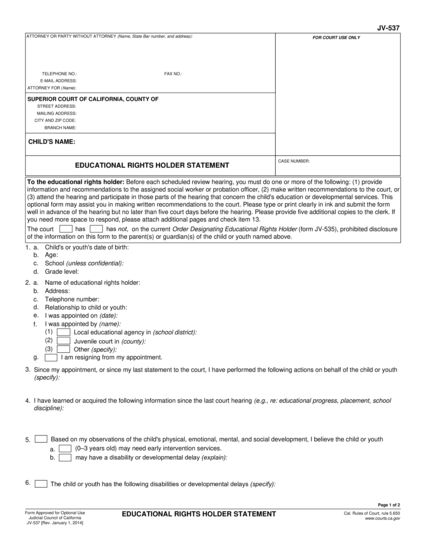 JV-537
ATTORNEY OR PARTY WITHOUT ATTORNEY (Name, State Bar number, and address):
FOR COURT USE ONLY
TELEPHONE NO.: FAX NO.:
E-MAIL ADDRESS:
ATTORNEY FOR (Name):
SUPERIOR COURT OF CALIFORNIA, COUNTY OF
STREET ADDRESS:
MAILING ADDRESS:
CITY AND ZIP CODE:
BRANCH NAME:
CHILD'S NAME:
EDUCATIONAL RIGHTS HOLDER STATEMENT
CASE NUMBER:
To the educational rights holder: Before each scheduled review hearing, you must do one or more of the following: (1) provide
information and recommendations to the assigned social worker or probation officer, (2) make written recommendations to the court, or
(3) attend the hearing and participate in those parts of the hearing that concern the child's education or developmental services. This
optional form may assist you in making written recommendations to the court. Please type or print clearly in ink and submit the form
well in advance of the hearing but no later than five court days before the hearing. Please provide five additional copies to the clerk. If
you need more space to respond, please attach additional pages and check item 13.
The court has has not, on the current Order Designating Educational Rights Holder (form JV-535), prohibited disclosure
of the information on this form to the parent(s) or guardian(s) of the child or youth named above.
1. a. Child's or youth's date of birth:
b. Age:
c. School (unless confidential):
d. Grade level:
2. a. Name of educational rights holder:
b. Address:
c. Telephone number:
d. Relationship to child or youth:
e. I was appointed on (date):
f. I was appointed by (name):
(1) Local educational agency in (school district):
(2) Juvenile court in (county):
(3) Other (specify):
g. I am resigning from my appointment.
3. Since my appointment, or since my last statement to the court, I have performed the following actions on behalf of the child or youth
(specify):
4. I have learned or acquired the following information since the last court hearing (e.g., re: educational progress, placement, school
discipline):
5. Based on my observations of the child's physical, emotional, mental, and social development, I believe the child or youth
a. (0–3 years old) may need early intervention services.
b. may have a disability or developmental delay (explain):
6. The child or youth has the following disabilities or developmental delays (specify):
Page 1 of 2
Form Approved for Optional Use
Judicial Council of California
JV-537 [Rev. January 1, 2014]
EDUCATIONAL RIGHTS HOLDER STATEMENT
Cal. Rules of Court, rule 5.650
www.courts.ca.gov